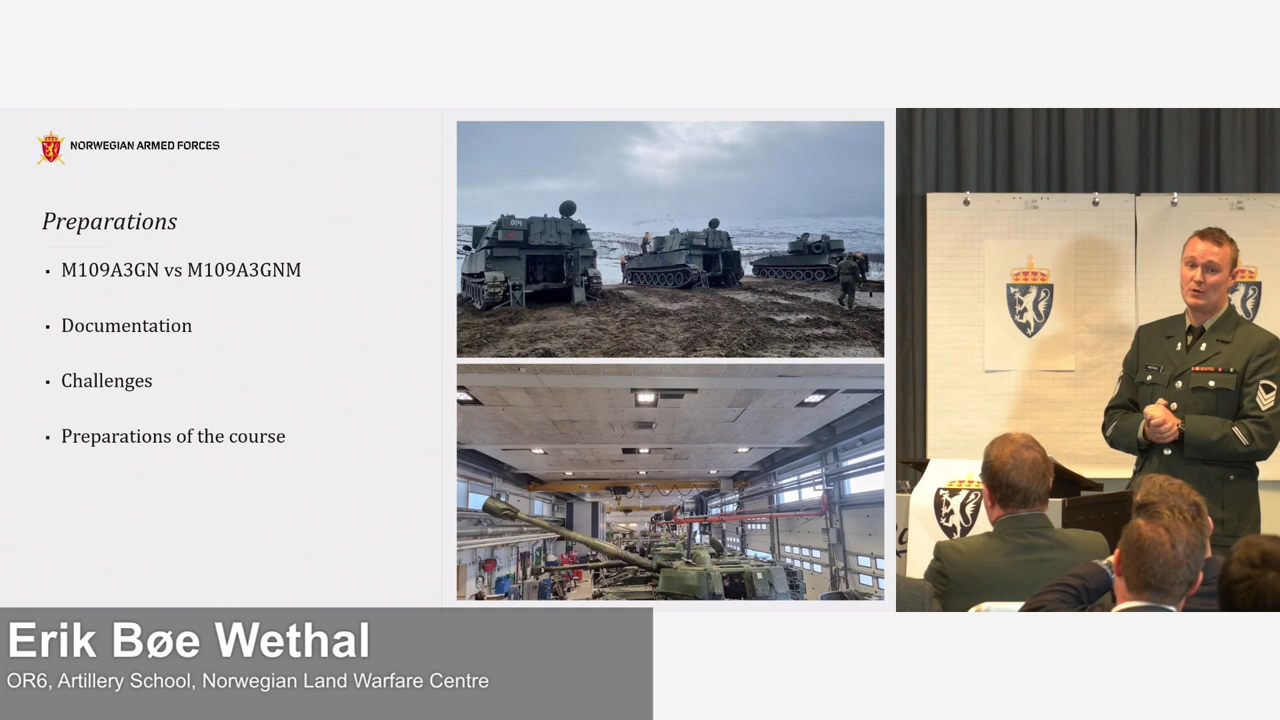 NORWEGIAN ARMED FORCES
Preparations
▪ M109A3GN vs M109A3GNM
▪ Documentation
▪ Challenges
▪ Preparations of the course
014
Erik Bøe Wethal
OR6, Artillery School, Norwegian Land Warfare Centre